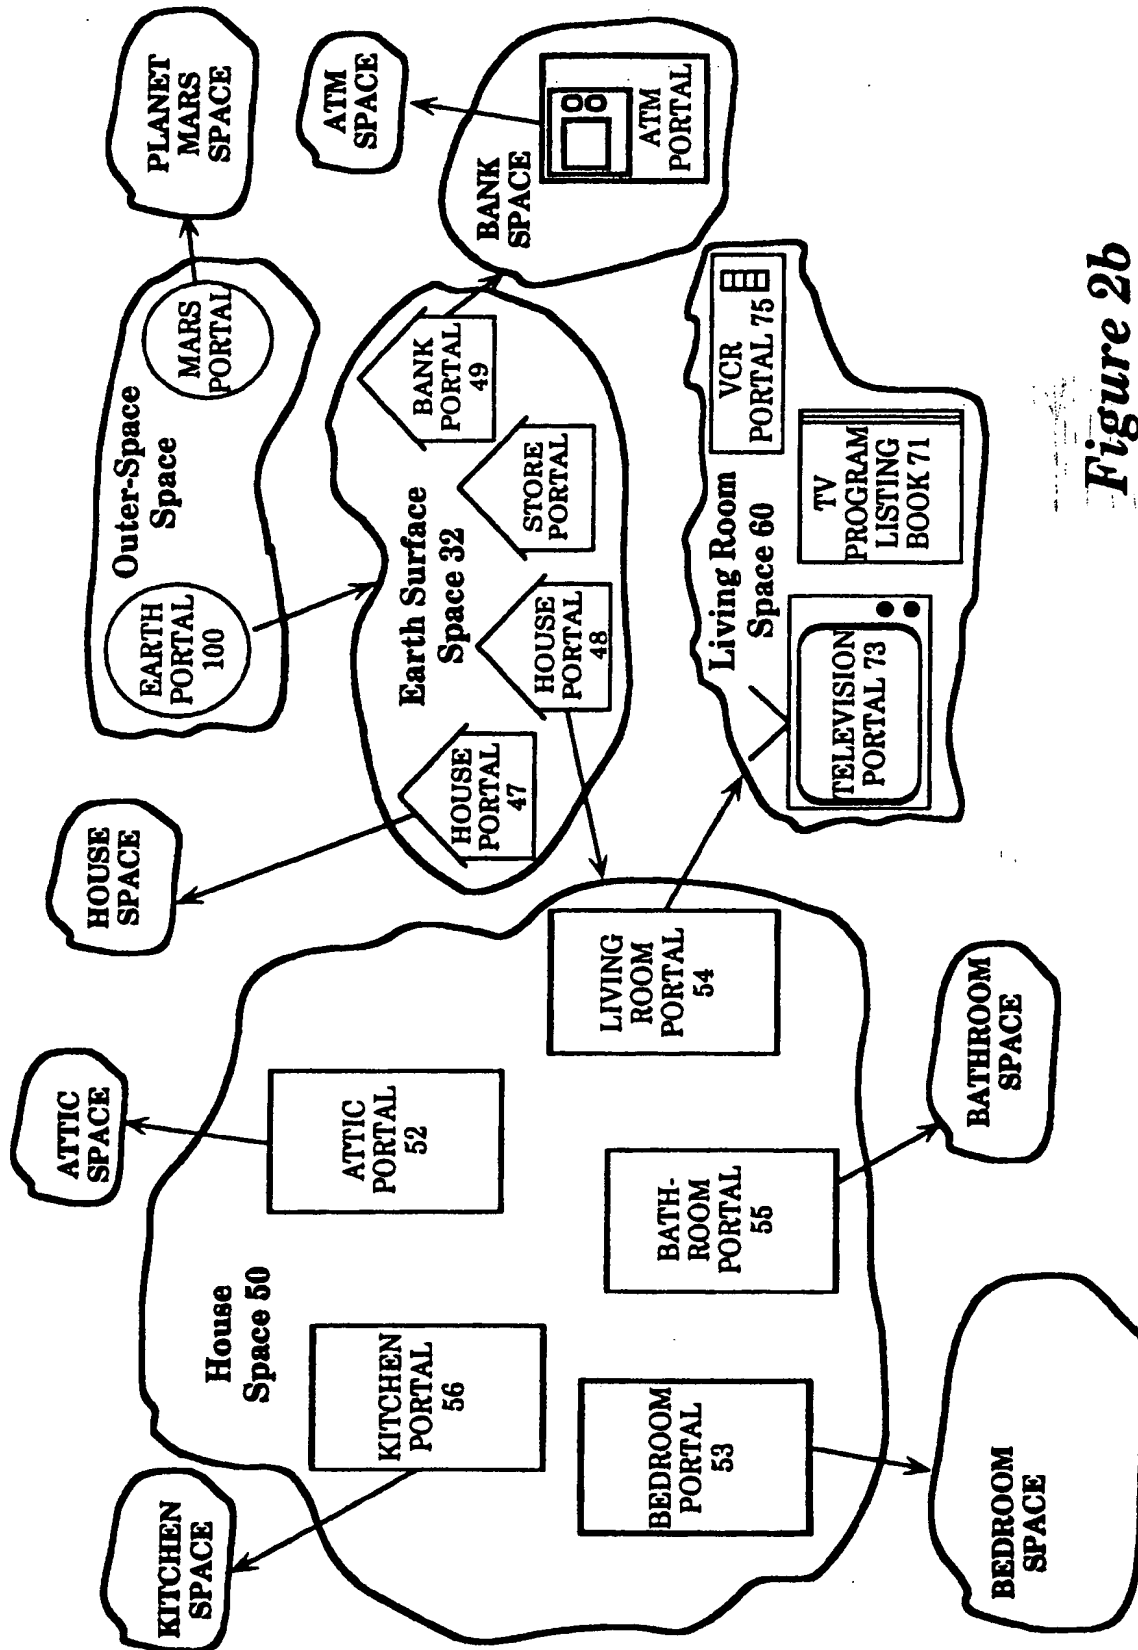 KITCHEN
SPACE
ATTIC
SPACE
HOUSE
SPACE
PLANET
MARS
SPACE
ATM
SPACE
Outer-Space
Space
EARTH
PORTAL
100
MARS
PORTAL
Earth Surface
Space 32
HOUSE
PORTAL
47
HOUSE
PORTAL
48
STORE
PORTAL
BANK
PORTAL
49
BANK
SPACE
ATM
PORTAL
House
Space 50
KITCHEN
PORTAL
56
ATTIC
PORTAL
52
BEDROOM
PORTAL
53
BATH-
ROOM
PORTAL
55
LIVING
ROOM
PORTAL
54
Living Room
Space 60
TELEVISION
PORTAL 73
TV
PROGRAM
LISTING
BOOK 71
VCR
PORTAL 75
BEDROOM
SPACE
BATHROOM
SPACE
Figure 2b